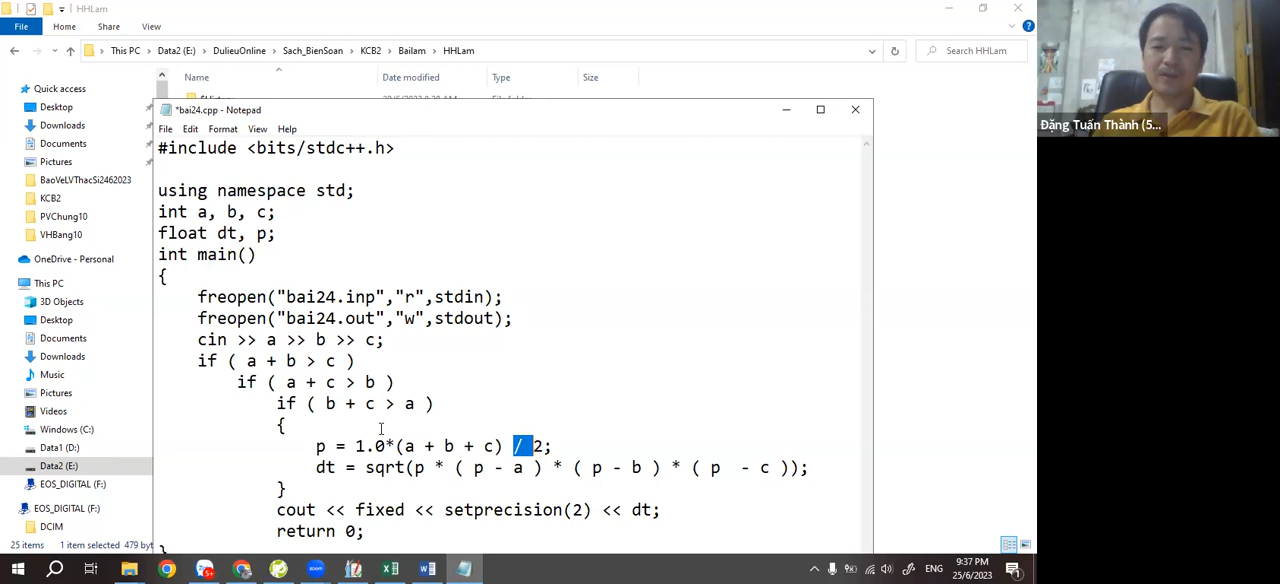 HHLam
File Home Share View
This PC Data2 (E:) DulieuOnline Sach_BienSoan KCB2 Bailam HHLam
Search HHLam
Name Date modified Type Size
Quick access
Desktop
Downloads
Documents
Pictures
BaoVeLVThacSi2462023
KCB2
PVChung10
VHBang10
OneDrive - Personal
This PC
3D Objects
Desktop
Documents
Downloads
Music
Pictures
Videos
Windows (C:)
Data1 (D:)
Data2 (E:)
EOS_DIGITAL (F:)
EOS_DIGITAL (F:)
DCIM
25 items 1 item selected 479 byt
*bai24.cpp - Notepad
File Edit Format View Help
#include <bits/stdc++.h>
using namespace std;
int a, b, c;
float dt, p;
int main()
{
freopen("bai24.inp","r",stdin);
freopen("bai24.out","w",stdout);
cin >> a >> b >> c;
if ( a + b > c )
if ( a + c > b )
if ( b + c > a )
{
p = 1.0*(a + b + c) / 2;
dt = sqrt(p * ( p - a ) * ( p - b ) * ( p  - c ));
}
cout << fixed << setprecision(2) << dt;
return 0;
}
Đặng Tuấn Thành (5...
ENG
9:37 PM
25/6/2023